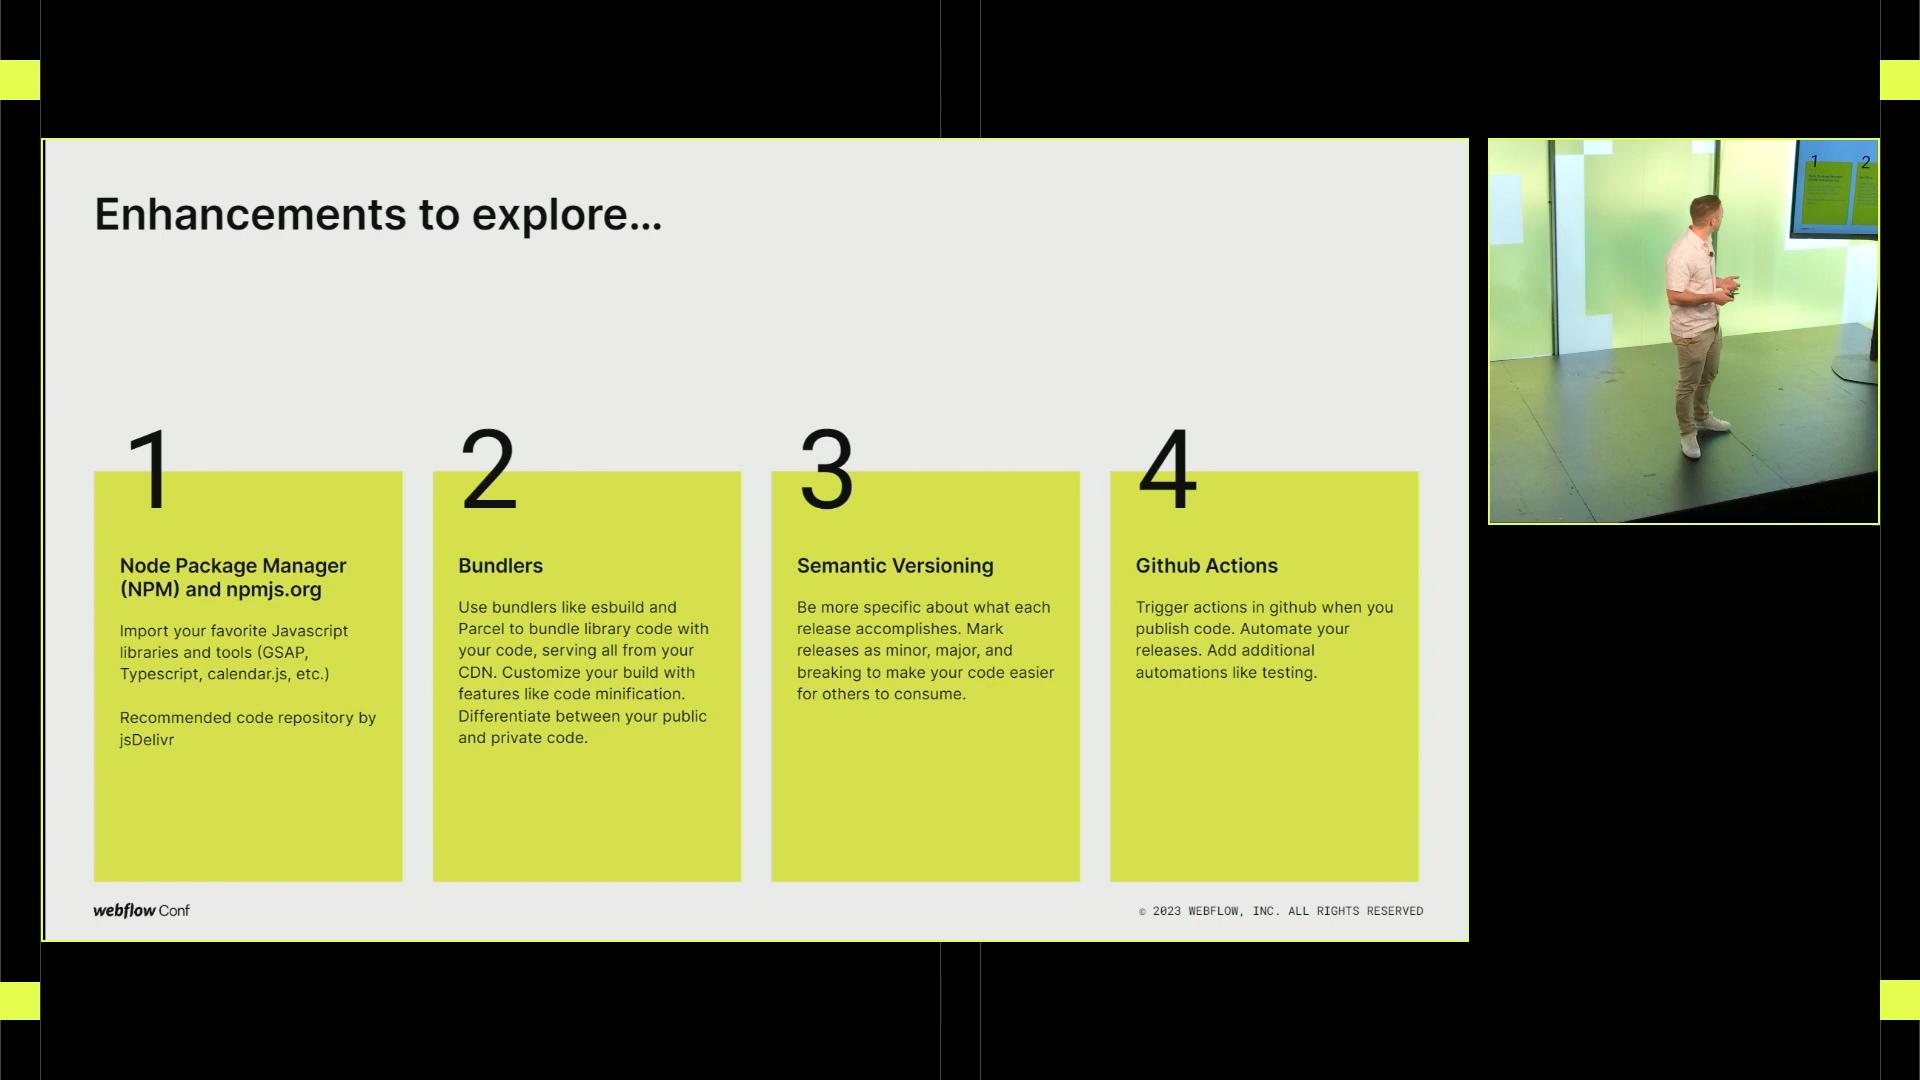 Enhancements to explore...
1
Node Package Manager
(NPM) and npmjs.org
Import your favorite Javascript
libraries and tools (GSAP,
Typescript, calendar.js, etc.)
Recommended code repository by
jsDelivr
2
Bundlers
Use bundlers like esbuild and
Parcel to bundle library code with
your code, serving all from your
CDN. Customize your build with
features like code minification.
Differentiate between your public
and private code.
3
Semantic Versioning
Be more specific about what each
release accomplishes. Mark
releases as minor, major, and
breaking to make your code easier
for others to consume.
4
Github Actions
Trigger actions in github when you
publish code. Automate your
releases. Add additional
automations like testing.
webflow Conf
© 2023 WEBFLOW, INC. ALL RIGHTS RESERVED
1
2